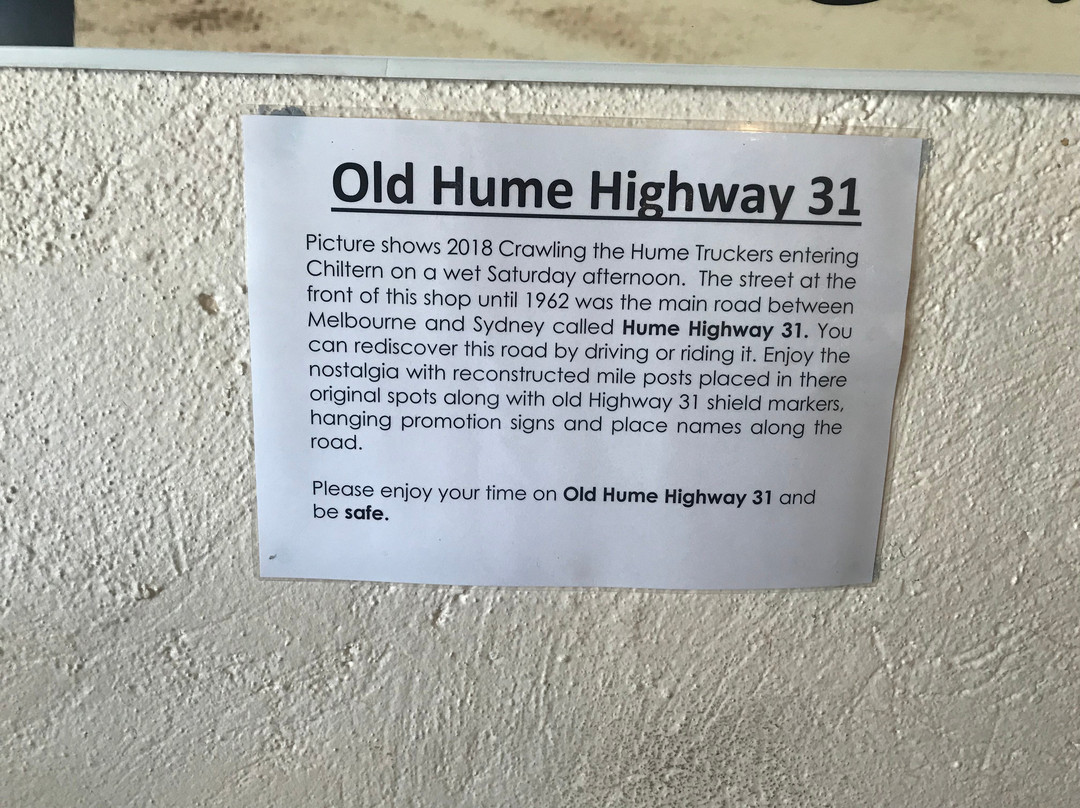 Old Hume Highway 31
Picture shows 2018 Crawling the Hume Truckers entering
Chiltern on a wet Saturday afternoon. The street at the
front of this shop until 1962 was the main road between
Melbourne and Sydney called Hume Highway 31. You
can rediscover this road by driving or riding it. Enjoy the
nostalgia with reconstructed mile posts placed in there
original spots along with old Highway 31 shield markers,
hanging promotion signs and place names along the
road.
Please enjoy your time on Old Hume Highway 31 and
be safe.